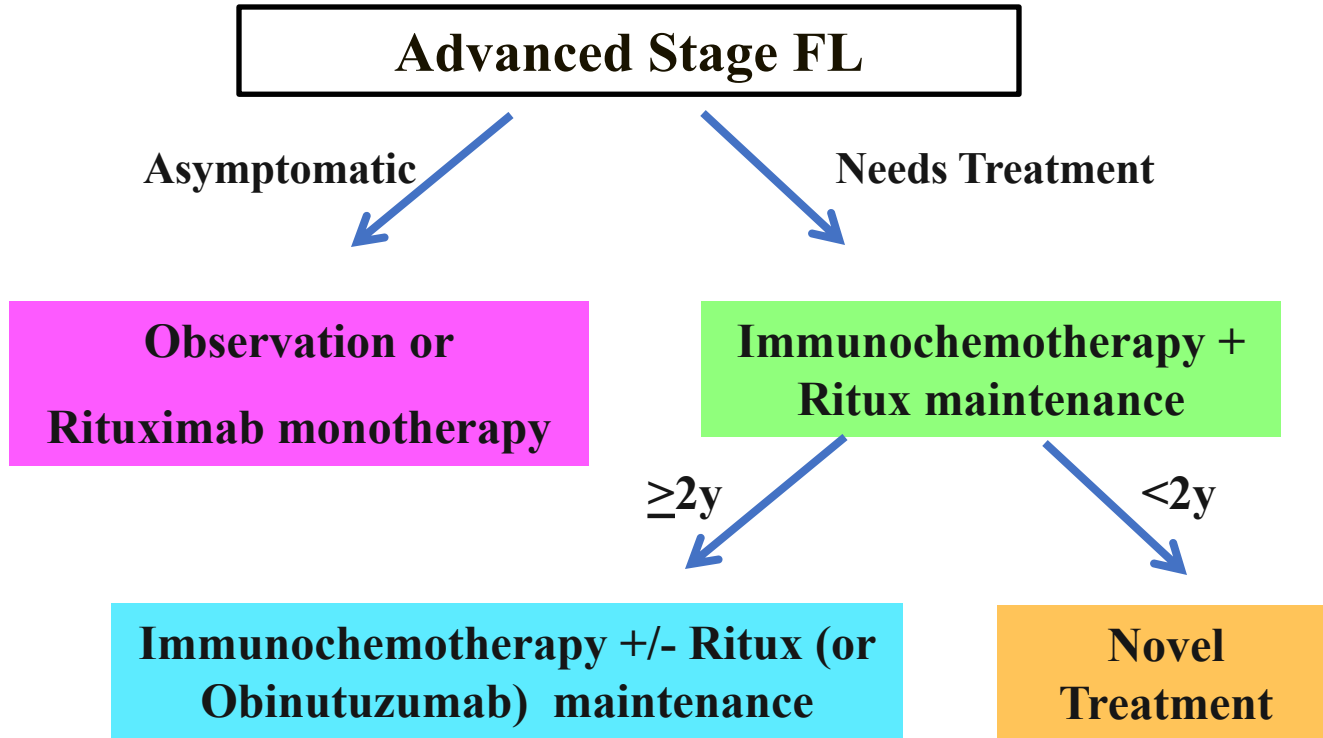 Advanced Stage FL
Asymptomatic
Needs Treatment
Observation or
Rituximab monotherapy
Immunochemotherapy +
Ritux maintenance
≥2y
<2y
Immunochemotherapy +/- Ritux (or
Obinutuzumab) maintenance
Novel
Treatment